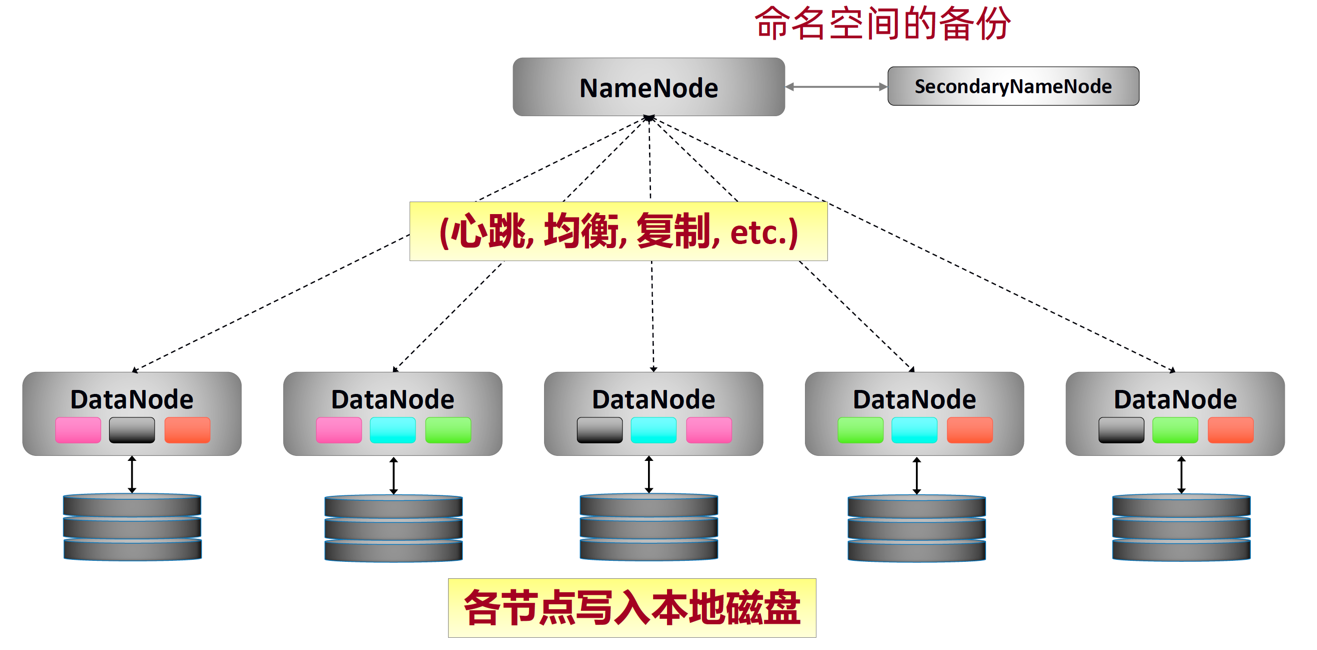 命名空间的备份
NameNode
SecondaryNameNode
(心跳, 均衡, 复制, etc.)
DataNode
DataNode
DataNode
DataNode
DataNode
各节点写入本地磁盘